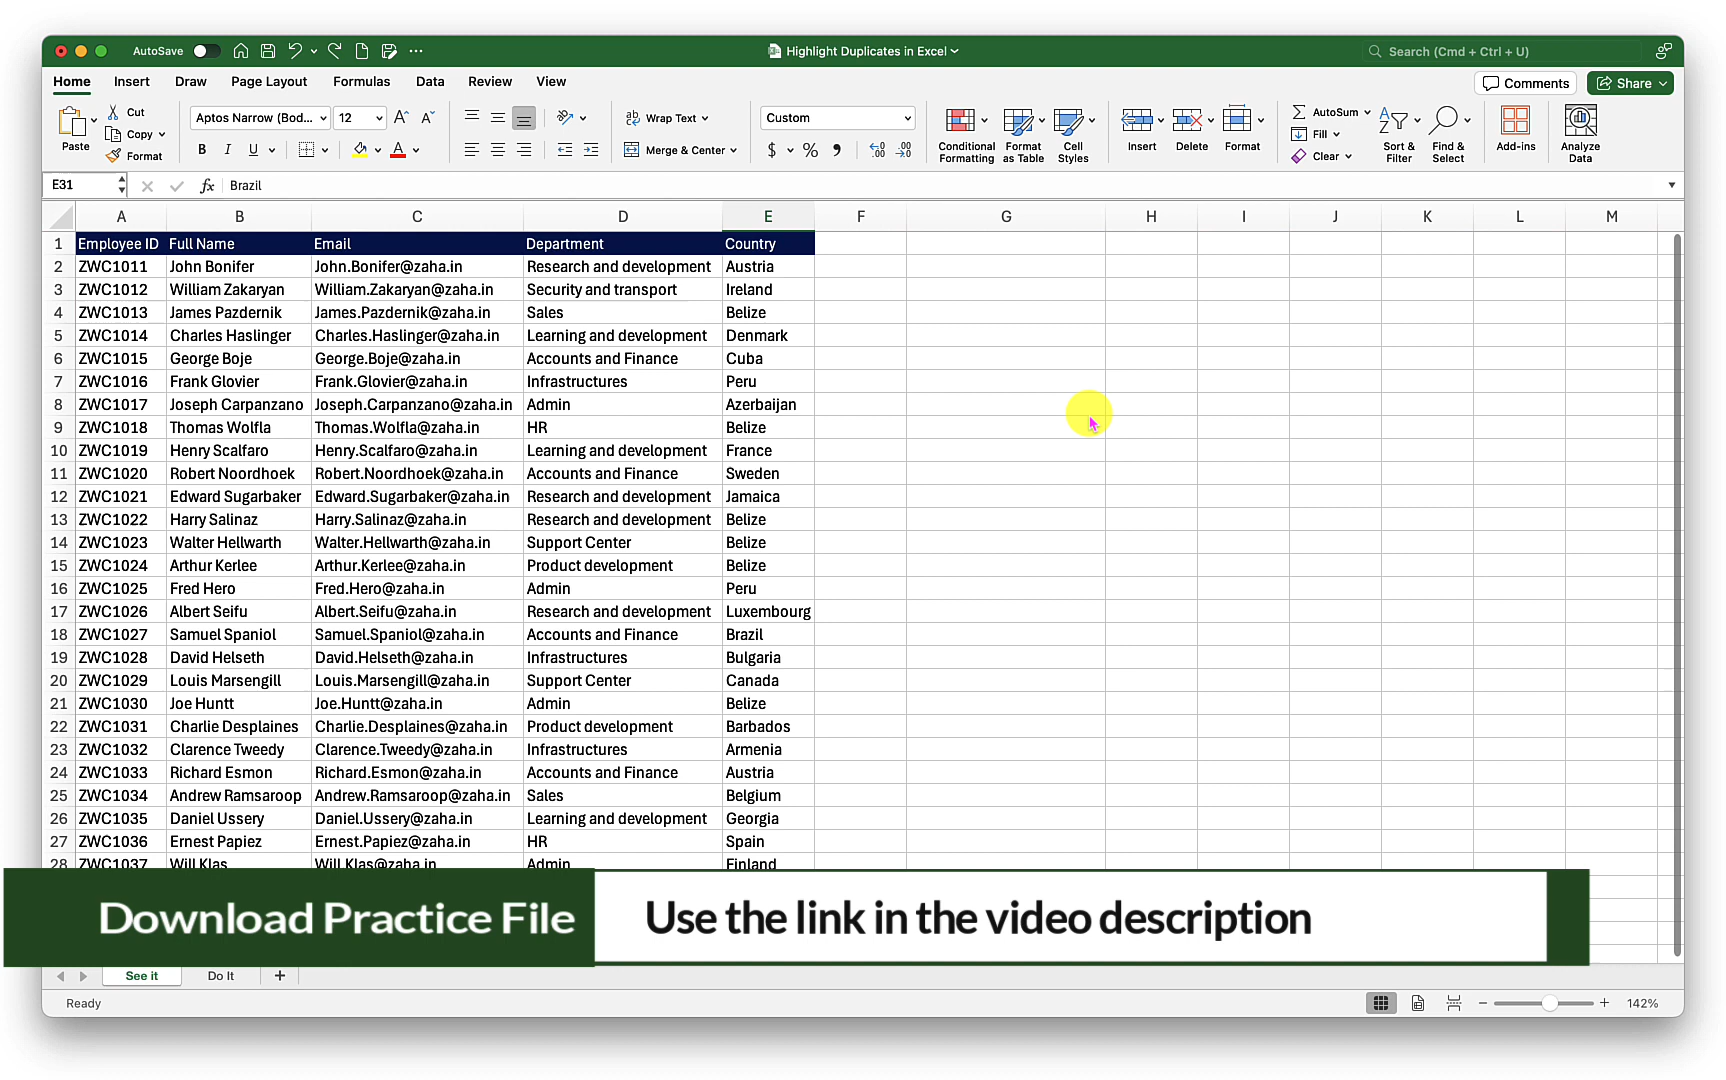 AutoSave Highlight Duplicates in Excel Search (Cmd + Ctrl + U)
Home Insert Draw Page Layout Formulas Data Review View Comments Share
Paste Cut Copy Format
Aptos Narrow (Bod... 12 A A
B I U A
ab Wrap Text
Merge & Center
Custom
$ % 9 .00 .00
Conditional Formatting Format as Table Cell Styles
Insert Delete Format
AutoSum Fill Clear
Sort & Filter Find & Select Add-ins Analyze Data
E31 fx Brazil
A B C D E F G H I J K L M
1 Employee ID Full Name Email Department Country
2 ZWC1011 John Bonifer John.Bonifer@zaha.in Research and development Austria
3 ZWC1012 William Zakaryan William.Zakaryan@zaha.in Security and transport Ireland
4 ZWC1013 James Pazdernik James.Pazdernik@zaha.in Sales Belize
5 ZWC1014 Charles Haslinger Charles.Haslinger@zaha.in Learning and development Denmark
6 ZWC1015 George Boje George.Boje@zaha.in Accounts and Finance Cuba
7 ZWC1016 Frank Glovier Frank.Glovier@zaha.in Infrastructures Peru
8 ZWC1017 Joseph Carpanzano Joseph.Carpanzano@zaha.in Admin Azerbaijan
9 ZWC1018 Thomas Wolfla Thomas.Wolfla@zaha.in HR Belize
10 ZWC1019 Henry Scalfaro Henry.Scalfaro@zaha.in Learning and development France
11 ZWC1020 Robert Noordhoek Robert.Noordhoek@zaha.in Accounts and Finance Sweden
12 ZWC1021 Edward Sugarbaker Edward.Sugarbaker@zaha.in Research and development Jamaica
13 ZWC1022 Harry Salinaz Harry.Salinaz@zaha.in Research and development Belize
14 ZWC1023 Walter Hellwarth Walter.Hellwarth@zaha.in Support Center Belize
15 ZWC1024 Arthur Kerlee Arthur.Kerlee@zaha.in Product development Belize
16 ZWC1025 Fred Hero Fred.Hero@zaha.in Admin Peru
17 ZWC1026 Albert Seifu Albert.Seifu@zaha.in Research and development Luxembourg
18 ZWC1027 Samuel Spaniol Samuel.Spaniol@zaha.in Accounts and Finance Brazil
19 ZWC1028 David Helseth David.Helseth@zaha.in Infrastructures Bulgaria
20 ZWC1029 Louis Marsengill Louis.Marsengill@zaha.in Support Center Canada
21 ZWC1030 Joe Huntt Joe.Huntt@zaha.in Admin Belize
22 ZWC1031 Charlie Desplaines Charlie.Desplaines@zaha.in Product development Barbados
23 ZWC1032 Clarence Tweedy Clarence.Tweedy@zaha.in Infrastructures Armenia
24 ZWC1033 Richard Esmon Richard.Esmon@zaha.in Accounts and Finance Austria
25 ZWC1034 Andrew Ramsaroop Andrew.Ramsaroop@zaha.in Sales Belgium
26 ZWC1035 Daniel Ussery Daniel.Ussery@zaha.in Learning and development Georgia
27 ZWC1036 Ernest Papiez Ernest.Papiez@zaha.in HR Spain
28 ZWC1037 Will Klas Will.Klas@zaha.in Admin Finland
Download Practice File Use the link in the video description
See it Do It +
Ready 142%